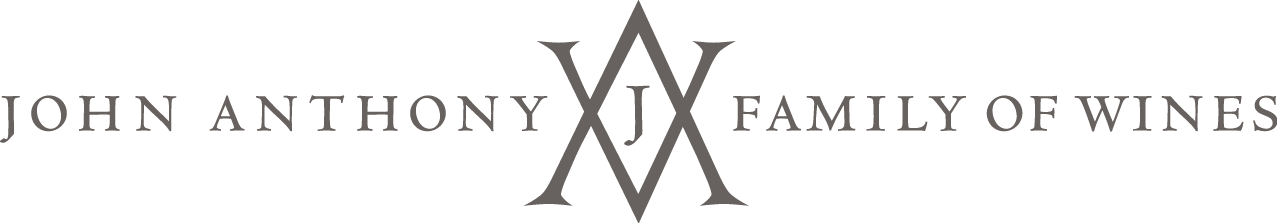 JOHN ANTHONY J FAMILY OF WINES